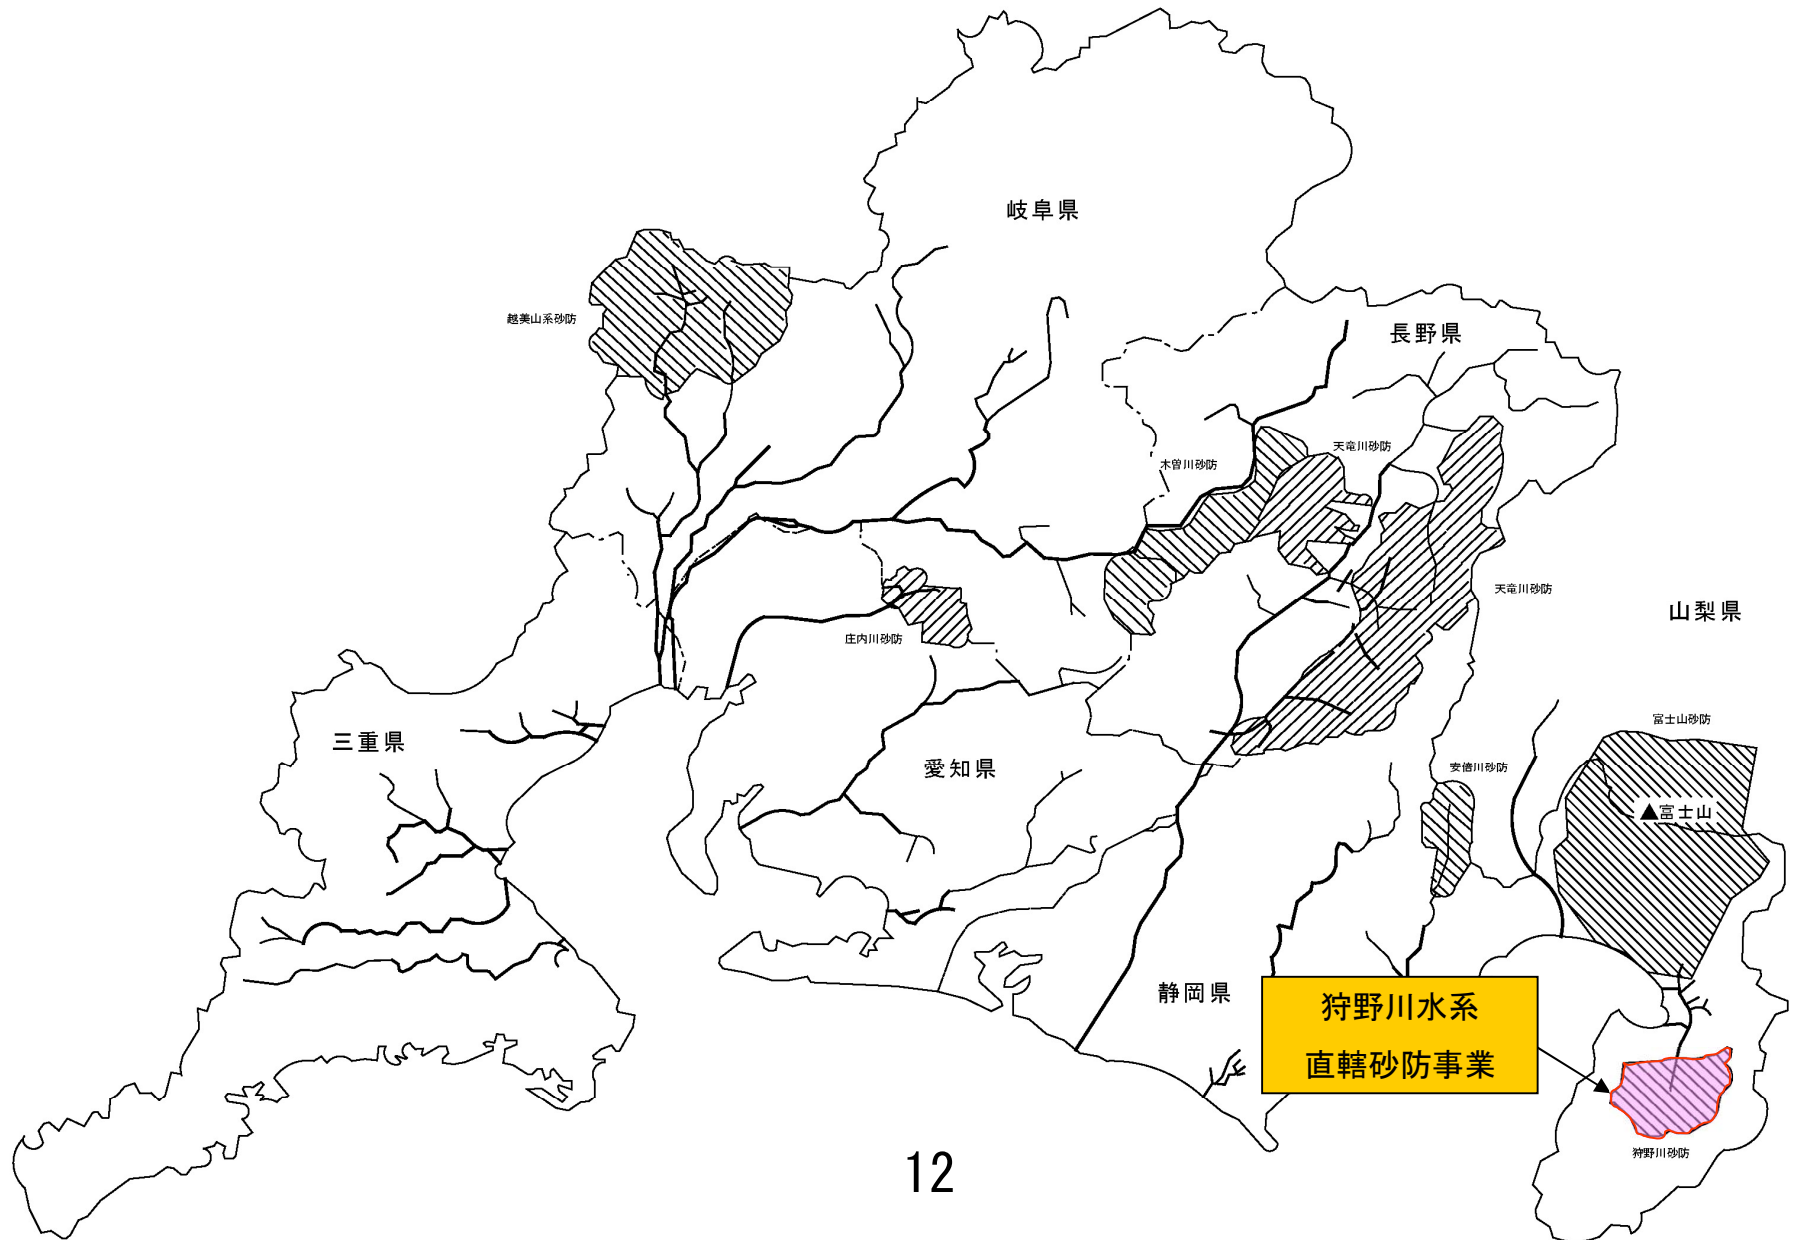 岐阜県
越美山系砂防
長野県
天竜川砂防
木曽川砂防
天竜川砂防
山梨県
庄内川砂防
富士山砂防
三重県
愛知県
安倍川砂防
▲富士山
静岡県
狩野川水系
直轄砂防事業
狩野川砂防
12